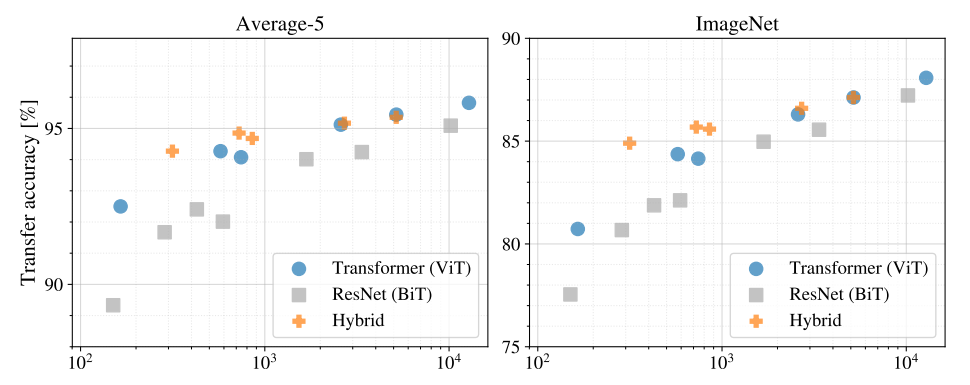 Average-5
Transfer accuracy [%]
95
90
10²
10³
10⁴
Transformer (ViT)
ResNet (BiT)
Hybrid
ImageNet
90
85
80
75
10²
10³
10⁴
Transformer (ViT)
ResNet (BiT)
Hybrid